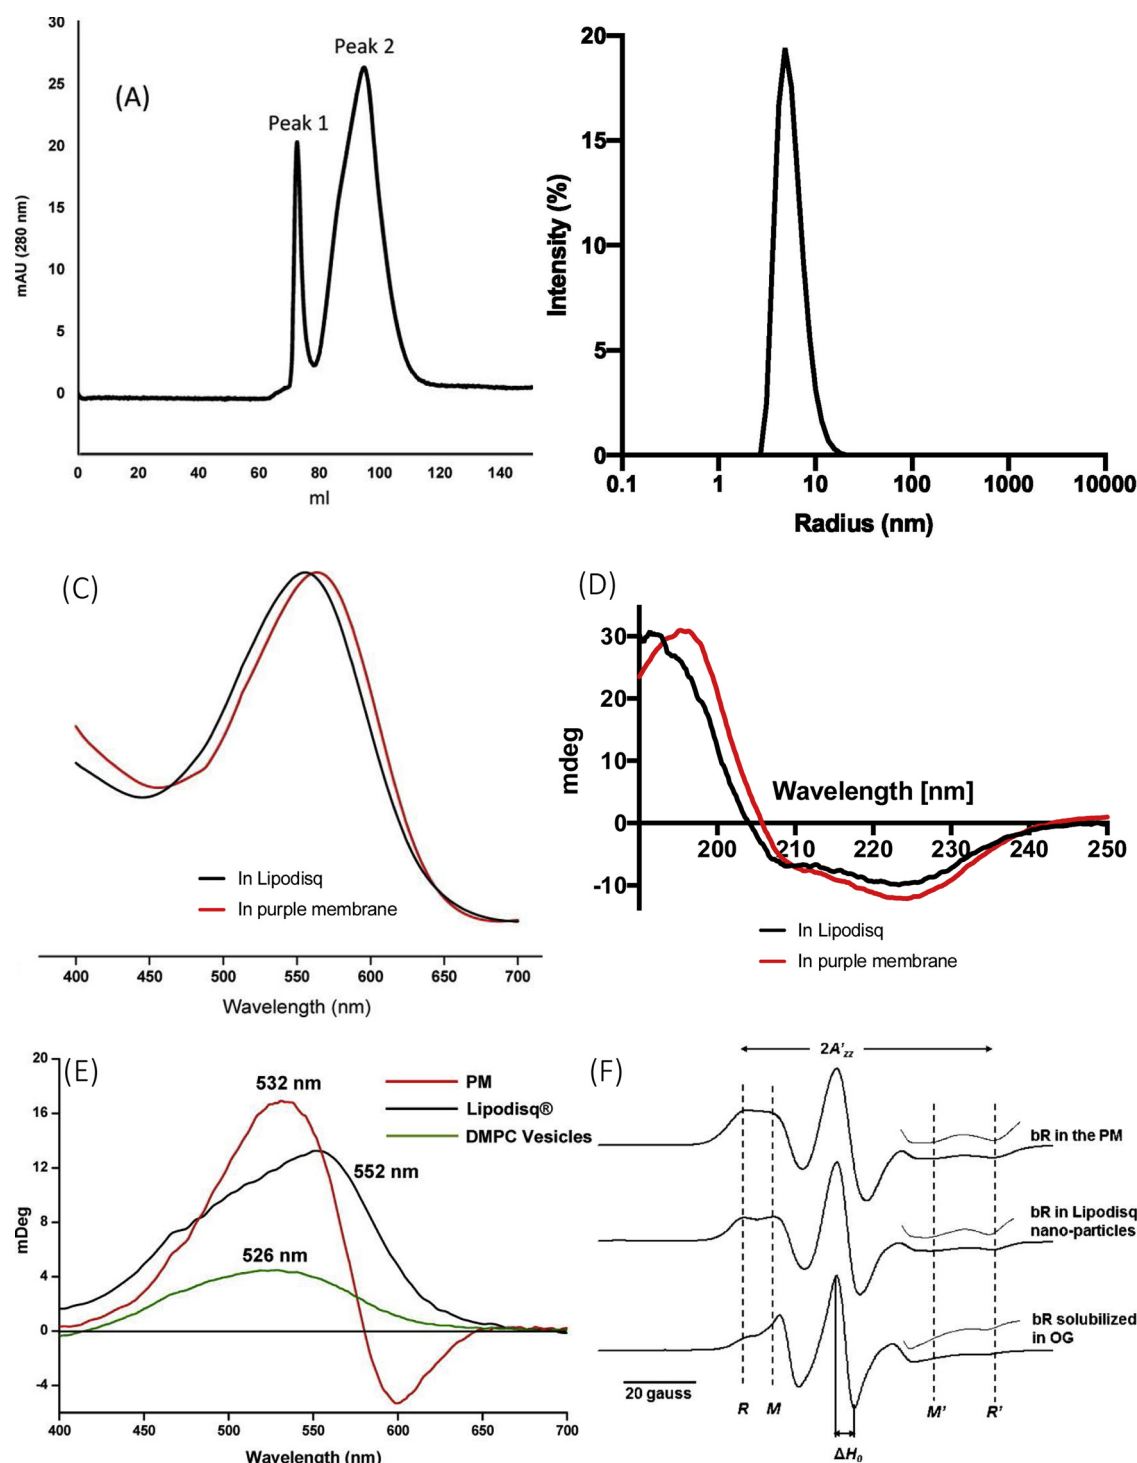 (A)
Peak 1
Peak 2
mAU (280 nm)
30
25
20
15
10
5
0
0 20 40 60 80 100 120 140
ml
Intensity (%)
20
15
10
5
0
0.1 1 10 100 1000 10000
Radius (nm)
(C)
In Lipodisq
In purple membrane
400 450 500 550 600 650 700
Wavelength (nm)
(D)
mdeg
30
20
10
0
-10
Wavelength [nm]
200 210 220 230 240 250
In Lipodisq
In purple membrane
(E)
mDeg
20
16
12
8
4
0
-4
532 nm
552 nm
526 nm
PM
Lipodisq®
DMPC Vesicles
400 450 500 550 600 650 700
Wavelength (nm)
(F)
2A'zz
bR in the PM
bR in Lipodisq
nano-particles
bR solubilized
in OG
20 gauss
R M M' R'
ΔH₀